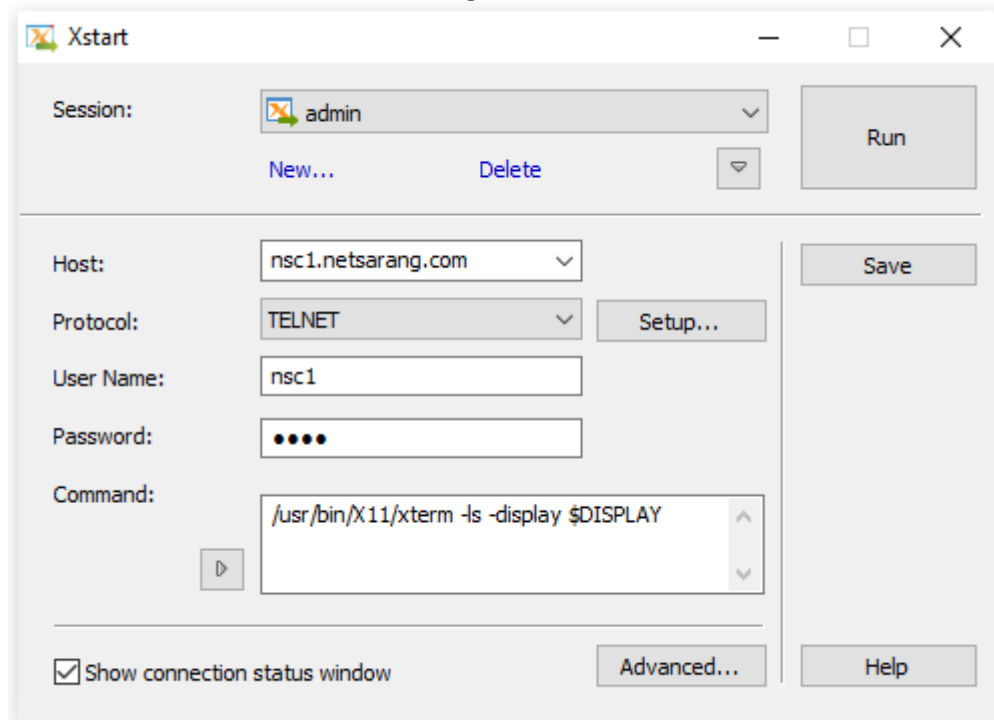 Xstart
Session:
admin
Run
New...
Delete
Host:
nsc1.netsarang.com
Save
Protocol:
TELNET
Setup...
User Name:
nsc1
Password:
••••
Command:
/usr/bin/X11/xterm -ls -display $DISPLAY
Show connection status window
Advanced...
Help